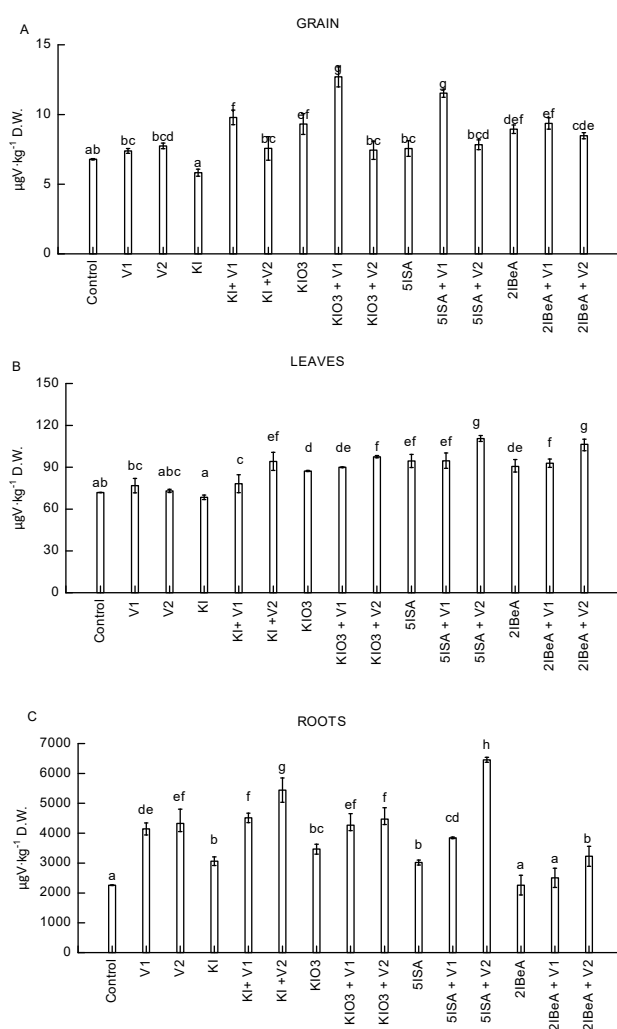 A
GRAIN
15
10
5
0
µgV·kg⁻¹ D.W.
ab
bc
bcd
a
f
bc
ef
g
bc
bc
g
bcd
def
ef
cde
Control
V1
V2
KI
KI+ V1
KI +V2
KIO3
KIO3 + V1
KIO3 + V2
5ISA
5ISA + V1
5ISA + V2
2IBeA
2IBeA + V1
2IBeA + V2
B
LEAVES
150
120
90
60
30
0
µgV·kg⁻¹ D.W.
ab
bc
abc
a
c
ef
d
de
f
ef
ef
g
de
f
g
Control
V1
V2
KI
KI+ V1
KI +V2
KIO3
KIO3 + V1
KIO3 + V2
5ISA
5ISA + V1
5ISA + V2
2IBeA
2IBeA + V1
2IBeA + V2
C
ROOTS
7000
6000
5000
4000
3000
2000
1000
0
µgV·kg⁻¹ D.W.
a
de
ef
b
f
g
bc
ef
f
b
cd
h
a
a
b
Control
V1
V2
KI
KI+ V1
KI +V2
KIO3
KIO3 + V1
KIO3 + V2
5ISA
5ISA + V1
5ISA + V2
2IBeA
2IBeA + V1
2IBeA + V2